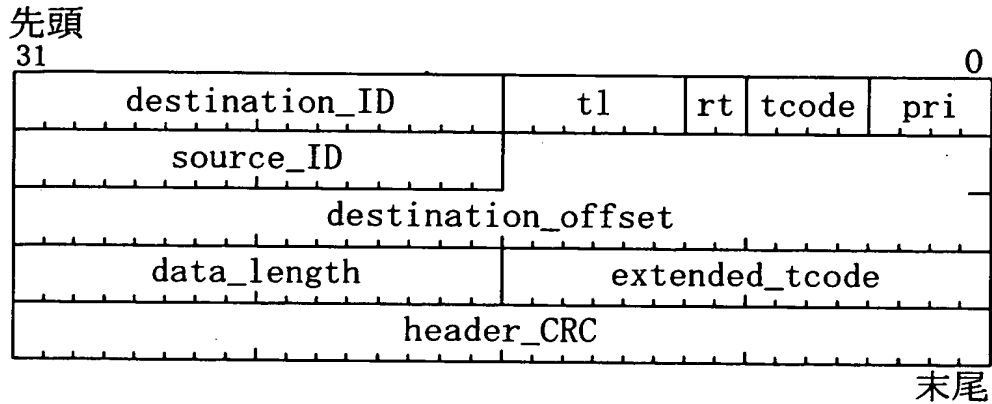 先頭
31 0
destination_ID tl rt tcode pri
source_ID
destination_offset
data_length extended_tcode
header_CRC
末尾